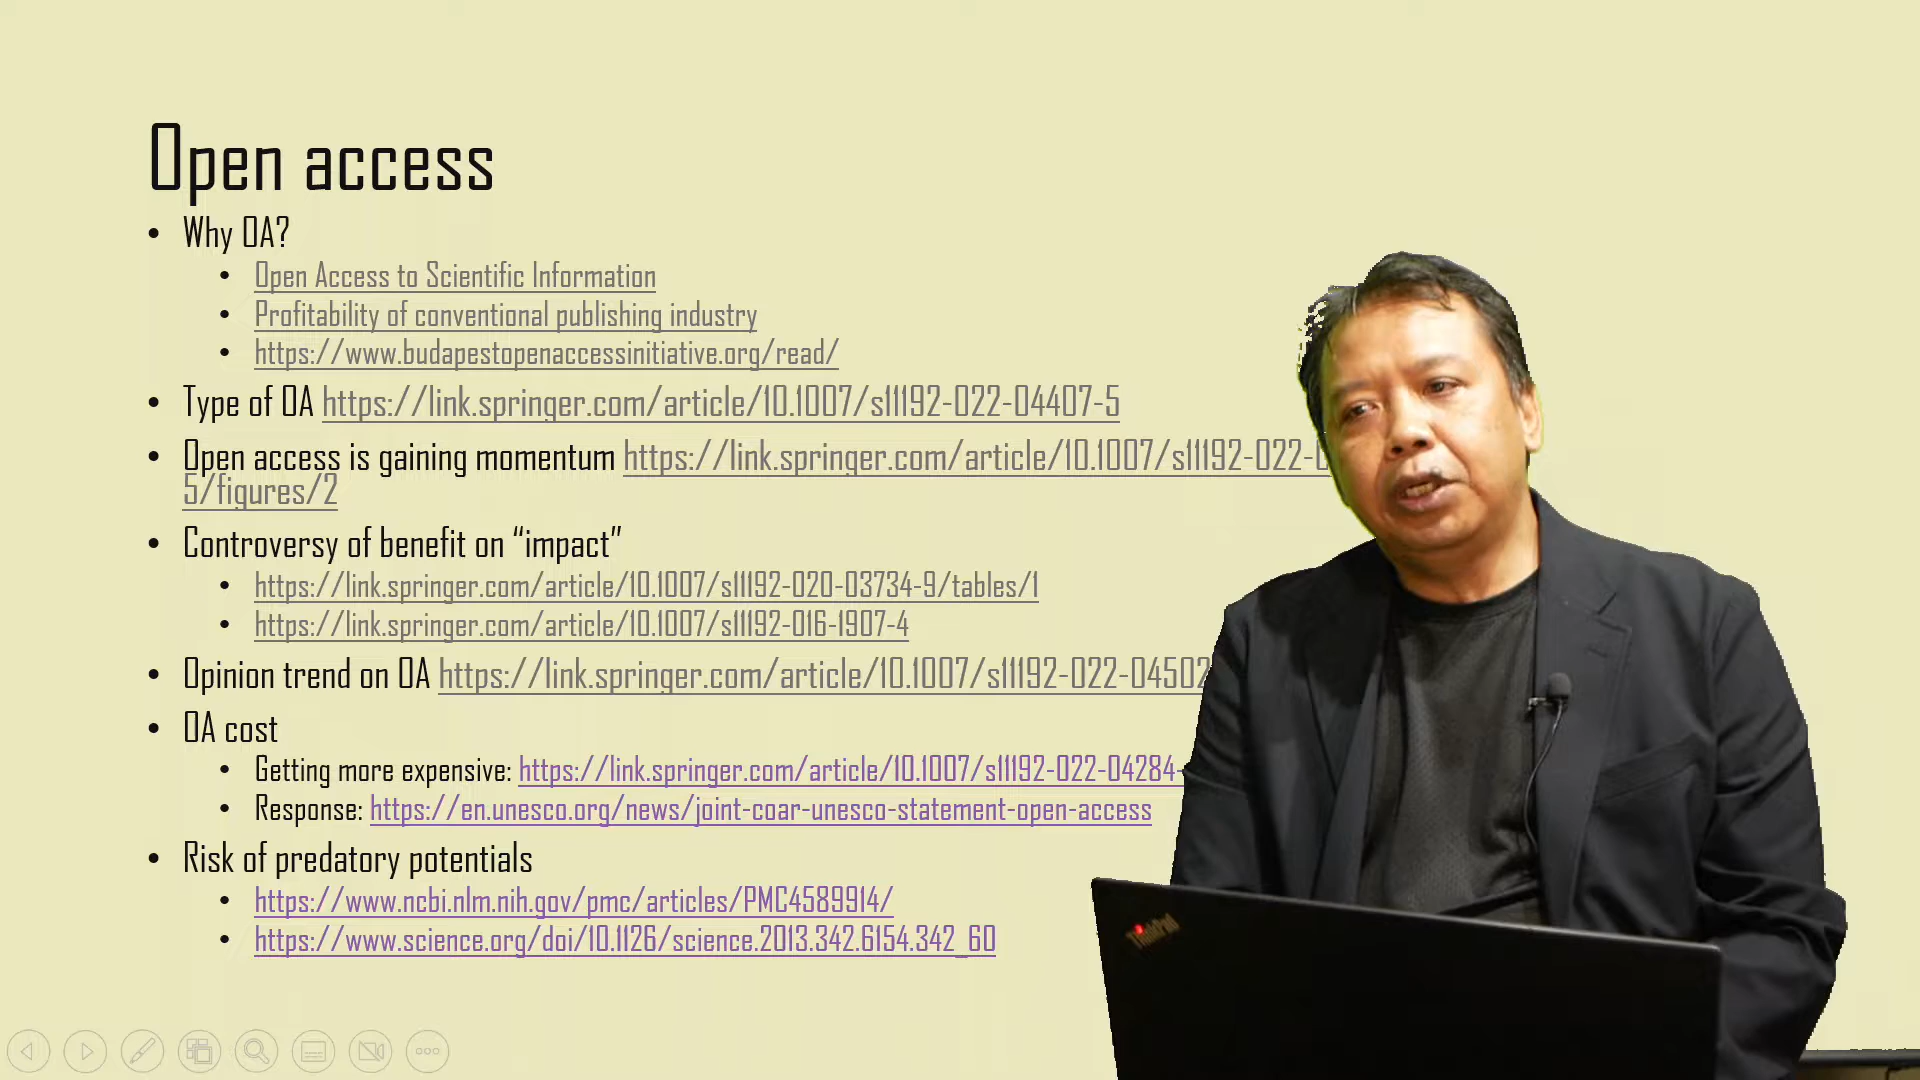 Open access
• Why OA?
• Open Access to Scientific Information
• Profitability of conventional publishing industry
• https://www.budapestopenaccessinitiative.org/read/
• Type of OA https://link.springer.com/article/10.1007/s11192-022-04407-5
• Open access is gaining momentum https://link.springer.com/article/10.1007/s11192-022-
5/figures/2
• Controversy of benefit on “impact”
• https://link.springer.com/article/10.1007/s11192-020-03734-9/tables/1
• https://link.springer.com/article/10.1007/s11192-016-1907-4
• Opinion trend on OA https://link.springer.com/article/10.1007/s11192-022-04502
• OA cost
• Getting more expensive: https://link.springer.com/article/10.1007/s11192-022-04284-
• Response: https://en.unesco.org/news/joint-coar-unesco-statement-open-access
• Risk of predatory potentials
• https://www.ncbi.nlm.nih.gov/pmc/articles/PMC4589914/
• https://www.science.org/doi/10.1126/science.2013.342.6154.342_60
ThinkPad